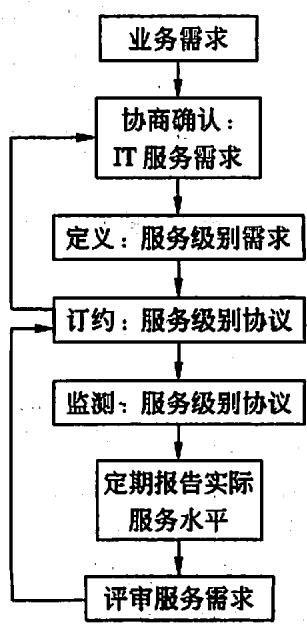 业务需求
协商确认：
IT服务需求
定义：服务级别需求
订约：服务级别协议
监测：服务级别协议
定期报告实际
服务水平
评审服务需求